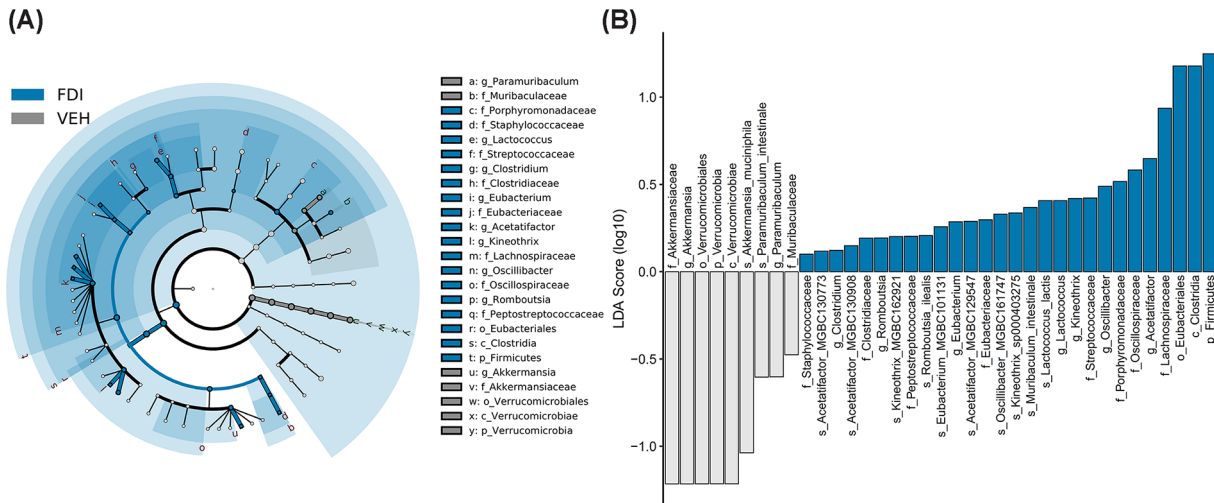 (A)
FDI
VEH
a: g_Paramuribaculum
b: f_Muribaculaceae
c: f_Porphyromonadaceae
d: f_Staphylococcaceae
e: g_Lactococcus
f: f_Streptococcaceae
g: g_Clostridium
h: f_Clostridiaceae
i: g_Eubacterium
j: f_Eubacteriaceae
k: g_Acetatifactor
l: g_Kineothrix
m: f_Lachnospiraceae
n: g_Oscillibacter
o: f_Oscillospiraceae
p: g_Romboutsia
q: f_Peptostreptococcaceae
r: o_Eubacteriales
s: c_Clostridia
t: p_Firmicutes
u: g_Akkermansia
v: f_Akkermansiaceae
w: o_Verrucomicrobiales
x: c_Verrucomicrobiae
y: p_Verrucomicrobia
d
c
h
k
m
t
s
r
o
n
w
x
y
(B)
LDA Score (log10)
1.0
0.5
0.0
−0.5
−1.0
f_Akkermansiaceae
g_Akkermansia
o_Verrucomicrobiales
p_Verrucomicrobia
c_Verrucomicrobiae
s_Akkermansia_muciniphila
s_Paramuribaculum_intestinale
g_Paramuribaculum
f_Muribaculaceae
f_Staphylococcaceae
s_Acetatifactor_MGBC130773
g_Clostridium
s_Acetatifactor_MGBC130908
f_Clostridiaceae
g_Romboutsia
s_Kineothrix_MGBC162921
f_Peptostreptococcaceae
s_Romboutsia_ilealis
s_Eubacterium_MGBC101131
g_Eubacterium
s_Acetatifactor_MGBC129547
f_Eubacteriaceae
s_Oscillibacter_MGBC161747
s_Kineothrix_sp000403275
s_Muribaculum_intestinale
s_Lactococcus_lactis
g_Lactococcus
g_Kineothrix
f_Streptococcaceae
g_Oscillibacter
f_Porphyromonadaceae
f_Oscillospiraceae
g_Acetatifactor
f_Lachnospiraceae
o_Eubacteriales
c_Clostridia
p_Firmicutes